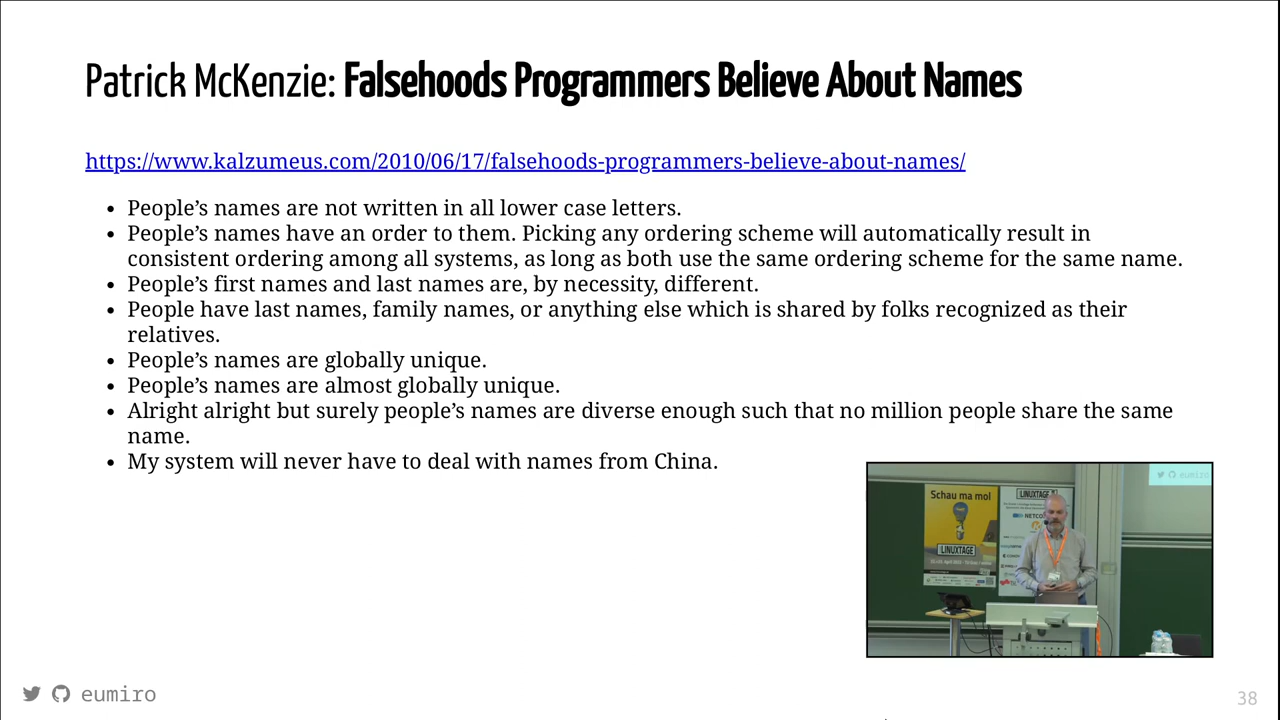 Patrick McKenzie: Falsehoods Programmers Believe About Names
https://www.kalzumeus.com/2010/06/17/falsehoods-programmers-believe-about-names/
• People’s names are not written in all lower case letters.
• People’s names have an order to them. Picking any ordering scheme will automatically result in
consistent ordering among all systems, as long as both use the same ordering scheme for the same name.
• People’s first names and last names are, by necessity, different.
• People have last names, family names, or anything else which is shared by folks recognized as their
relatives.
• People’s names are globally unique.
• People’s names are almost globally unique.
• Alright alright but surely people’s names are diverse enough such that no million people share the same
name.
• My system will never have to deal with names from China.
eumiro
Schau ma mol
LINUXTAGE
LINUXTAGE
eumiro
38